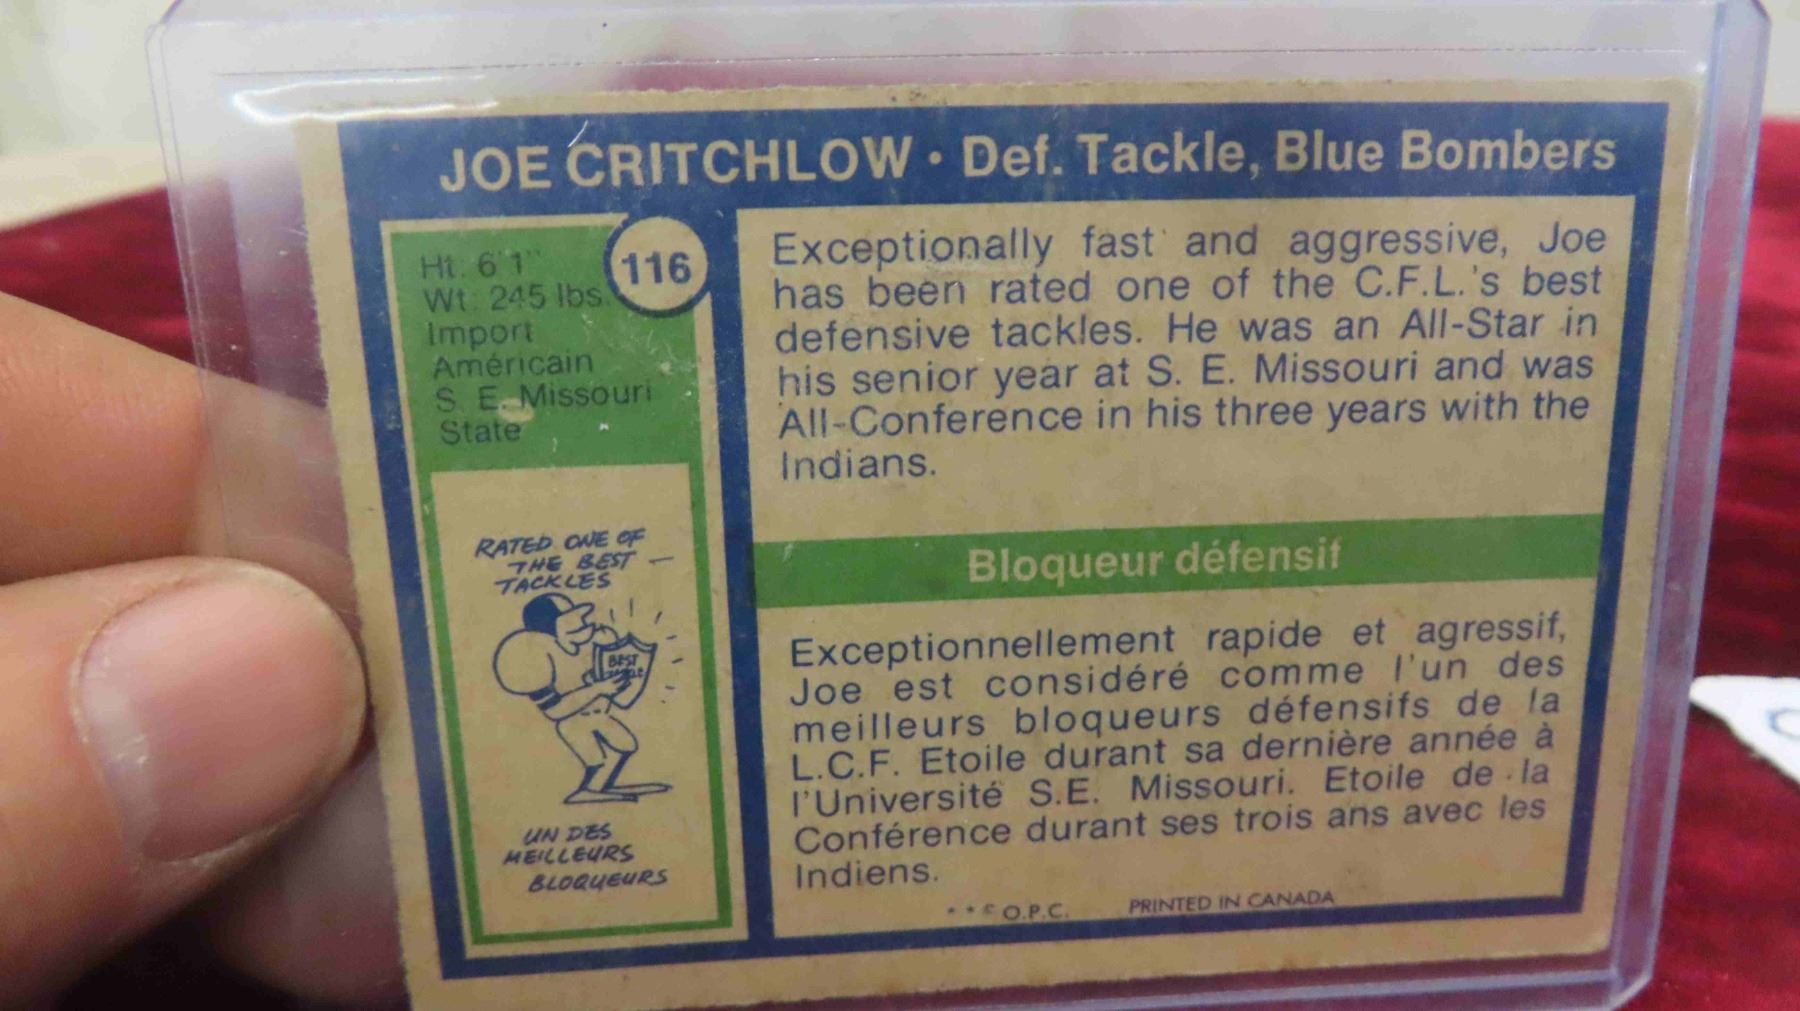 JOE CRITCHLOW • Def. Tackle, Blue Bombers
116
Ht: 6'1"
Wt: 245 lbs.
Import
Américain
S. E. Missouri
State
RATED ONE OF
THE BEST —
TACKLES
BEST
UN DES
MEILLEURS
BLOQUEURS
Exceptionally fast and aggressive, Joe
has been rated one of the C.F.L.'s best
defensive tackles. He was an All-Star in
his senior year at S. E. Missouri and was
All-Conference in his three years with the
Indians.
Bloqueur défensif
Exceptionnellement rapide et agressif,
Joe est considéré comme l'un des
meilleurs bloqueurs défensifs de la
L.C.F. Etoile durant sa dernière année à
l'Université S.E. Missouri. Etoile de la
Conférence durant ses trois ans avec les
Indiens.
* * © O.P.C. PRINTED IN CANADA